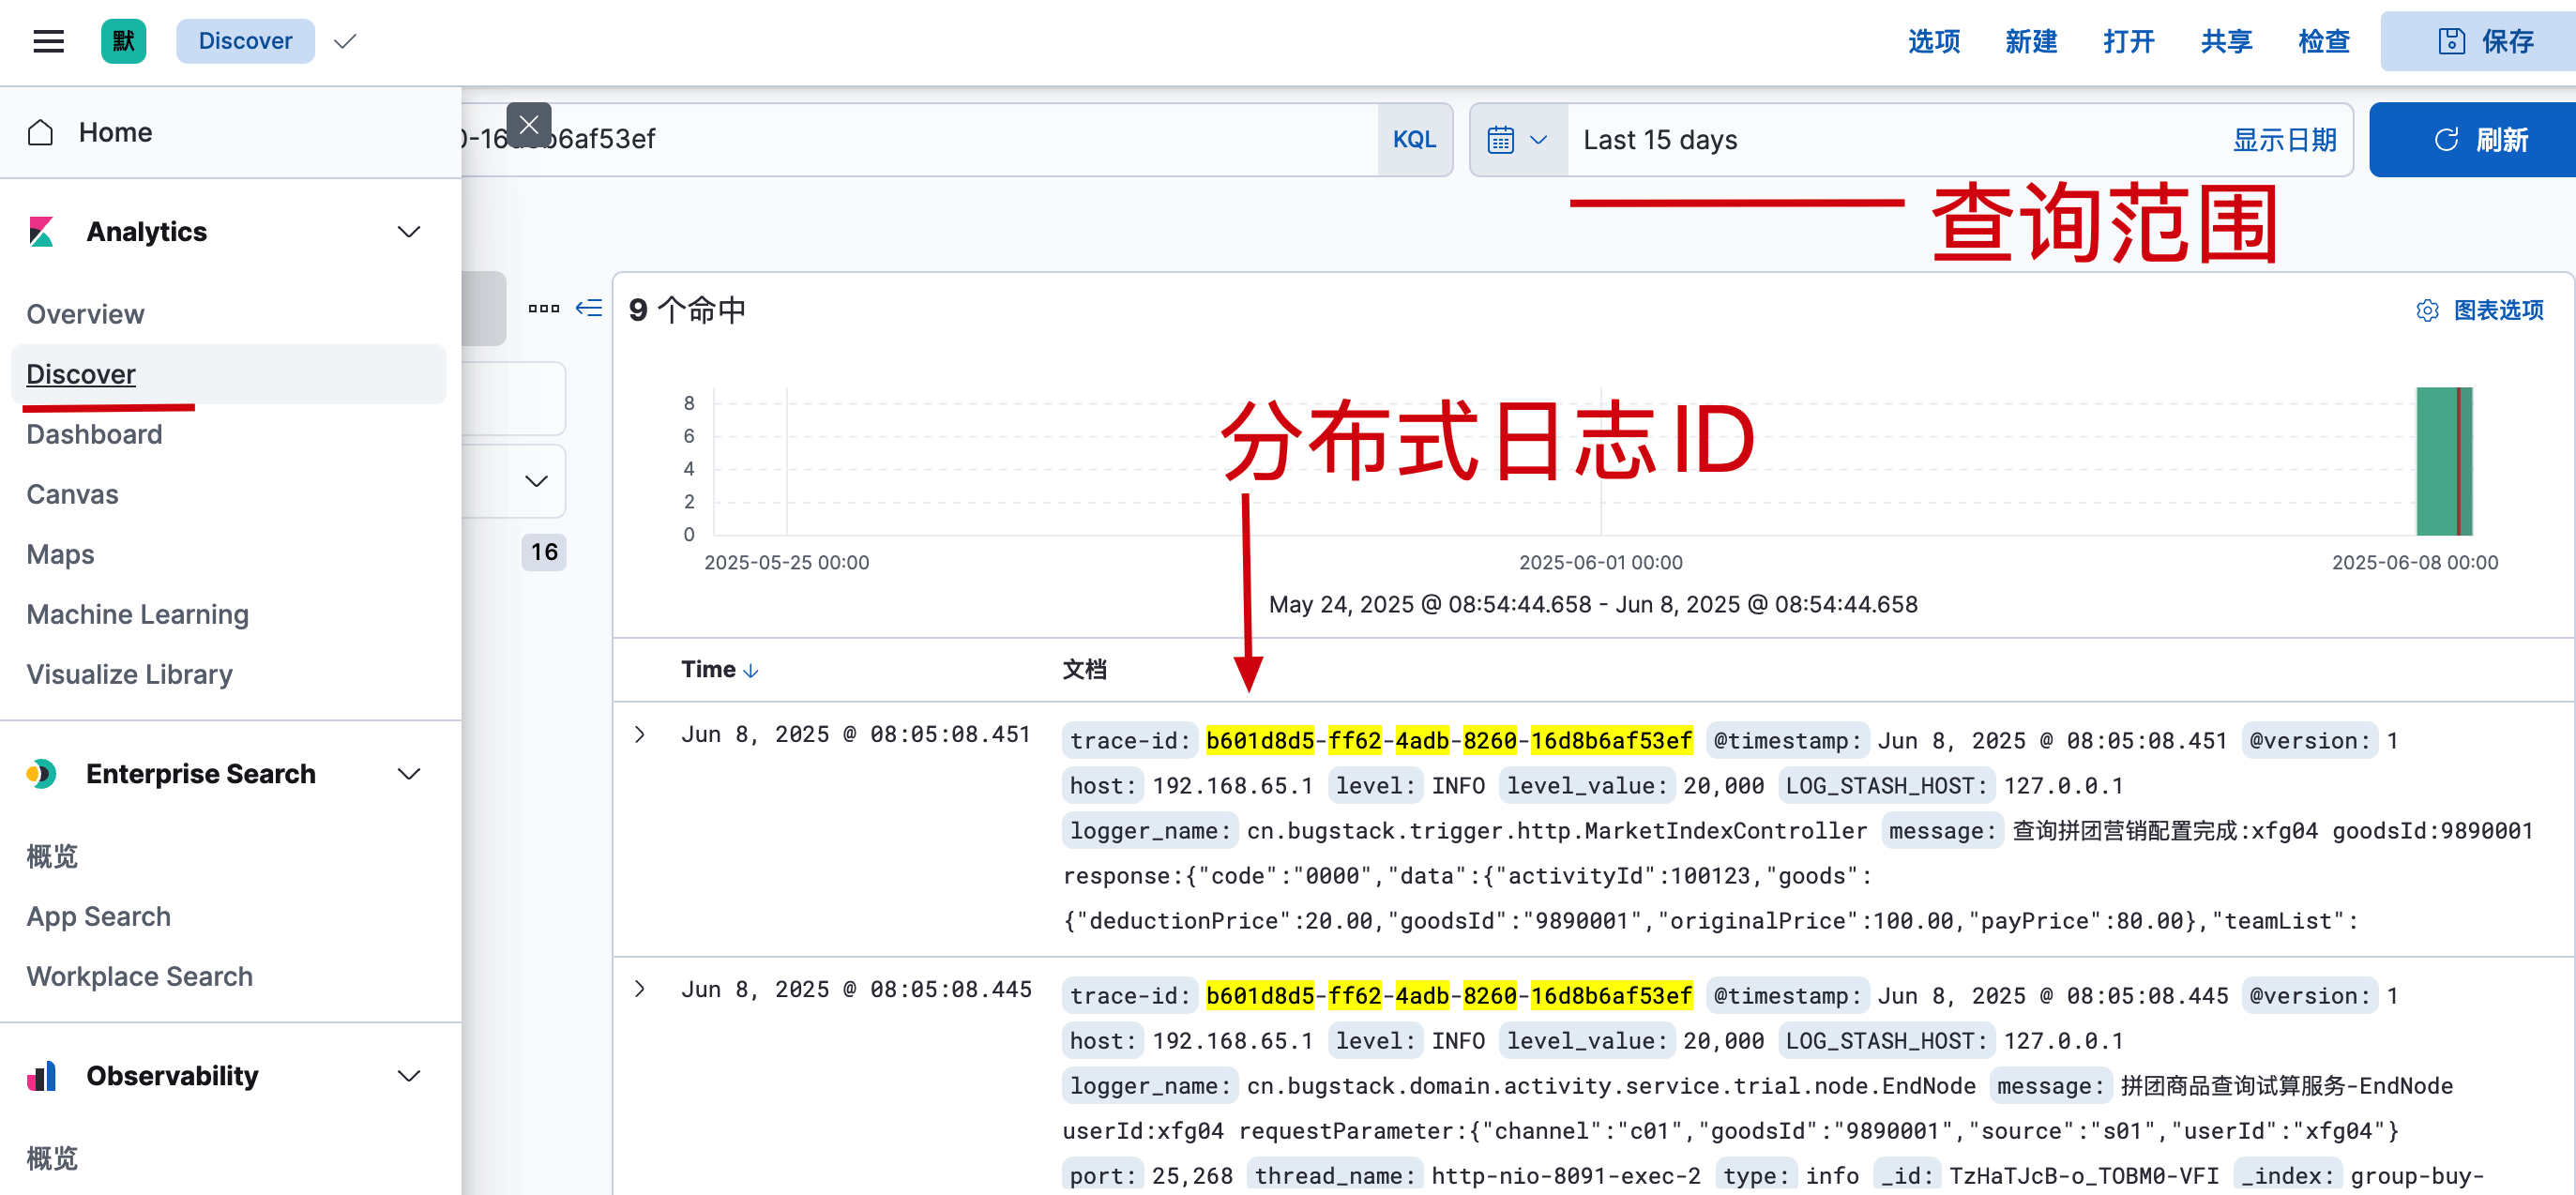 默 Discover 选项 新建 打开 共享 检查 保存
Home
0-16d8b6af53ef KQL Last 15 days 显示日期 刷新
查询范围
Analytics
Overview
Discover
Dashboard
Canvas
Maps
Machine Learning
Visualize Library
Enterprise Search
概览
App Search
Workplace Search
Observability
概览
16
9 个命中 图表选项
分布式日志ID
8
6
4
2
0
2025-05-25 00:00 2025-06-01 00:00 2025-06-08 00:00
May 24, 2025 @ 08:54:44.658 - Jun 8, 2025 @ 08:54:44.658
Time 文档
Jun 8, 2025 @ 08:05:08.451 trace-id: b601d8d5-ff62-4adb-8260-16d8b6af53ef @timestamp: Jun 8, 2025 @ 08:05:08.451 @version: 1
host: 192.168.65.1 level: INFO level_value: 20,000 LOG_STASH_HOST: 127.0.0.1
logger_name: cn.bugstack.trigger.http.MarketIndexController message: 查询拼团营销配置完成:xfg04 goodsId:9890001
response:{"code":"0000","data":{"activityId":100123,"goods":
{"deductionPrice":20.00,"goodsId":"9890001","originalPrice":100.00,"payPrice":80.00},"teamList":
Jun 8, 2025 @ 08:05:08.445 trace-id: b601d8d5-ff62-4adb-8260-16d8b6af53ef @timestamp: Jun 8, 2025 @ 08:05:08.445 @version: 1
host: 192.168.65.1 level: INFO level_value: 20,000 LOG_STASH_HOST: 127.0.0.1
logger_name: cn.bugstack.domain.activity.service.trial.node.EndNode message: 拼团商品查询试算服务-EndNode
userId:xfg04 requestParameter:{"channel":"c01","goodsId":"9890001","source":"s01","userId":"xfg04"}
port: 25,268 thread_name: http-nio-8091-exec-2 type: info _id: TzHaTJcB-o_TOBM0-VFI _index: group-buy-